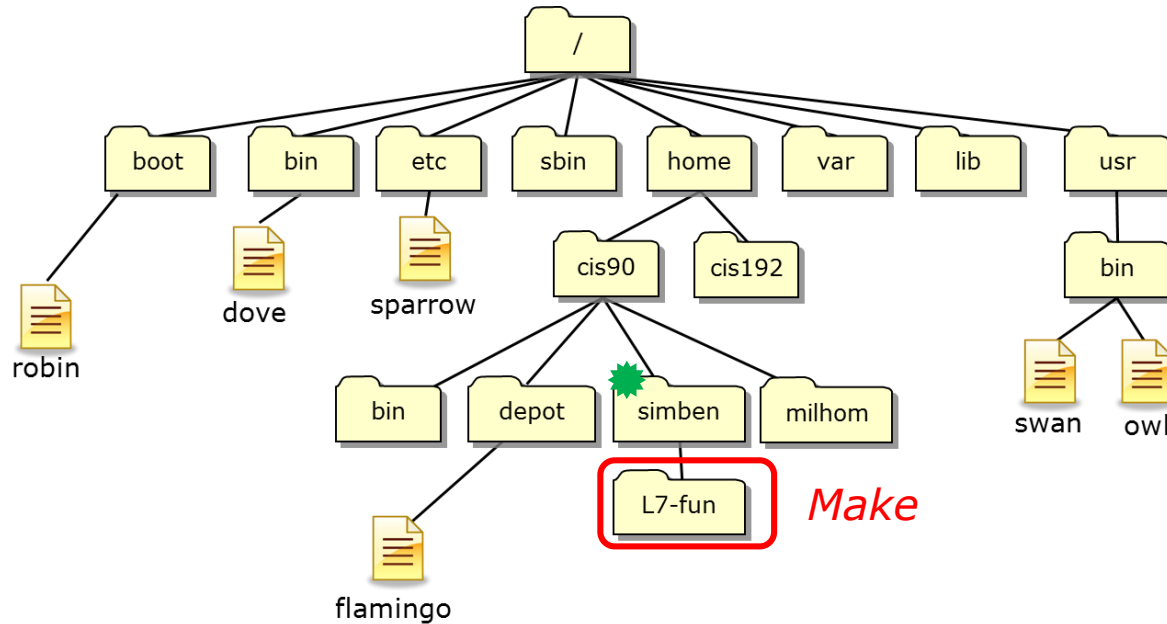 /
boot
bin
etc
sbin
home
var
lib
usr
cis90
cis192
bin
robin
dove
sparrow
bin
depot
simben
milhom
swan
owl
L7-fun
Make
flamingo